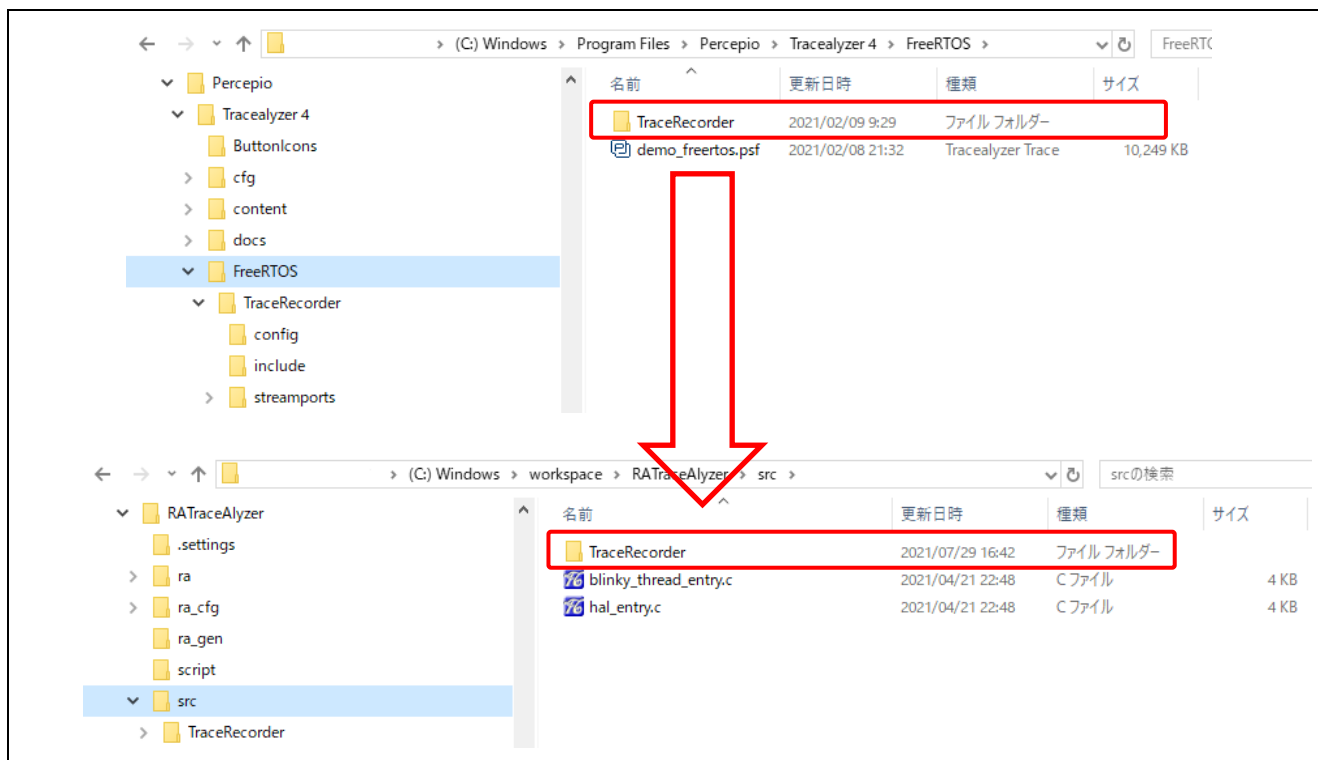 (C:) Windows > Program Files > Percepio > Tracealyzer 4 > FreeRTOS >
FreeRTO
Percepio
Tracealyzer 4
ButtonIcons
cfg
content
docs
FreeRTOS
TraceRecorder
config
include
streamports
名前 更新日時 種類 サイズ
TraceRecorder 2021/02/09 9:29 ファイル フォルダー
demo_freertos.psf 2021/02/08 21:32 Tracealyzer Trace 10,249 KB
(C:) Windows > workspace > RATraceAlyzer > src >
srcの検索
RATraceAlyzer
.settings
ra
ra_cfg
ra_gen
script
src
TraceRecorder
名前 更新日時 種類 サイズ
TraceRecorder 2021/07/29 16:42 ファイル フォルダー
blinky_thread_entry.c 2021/04/21 22:48 C ファイル 4 KB
hal_entry.c 2021/04/21 22:48 C ファイル 4 KB